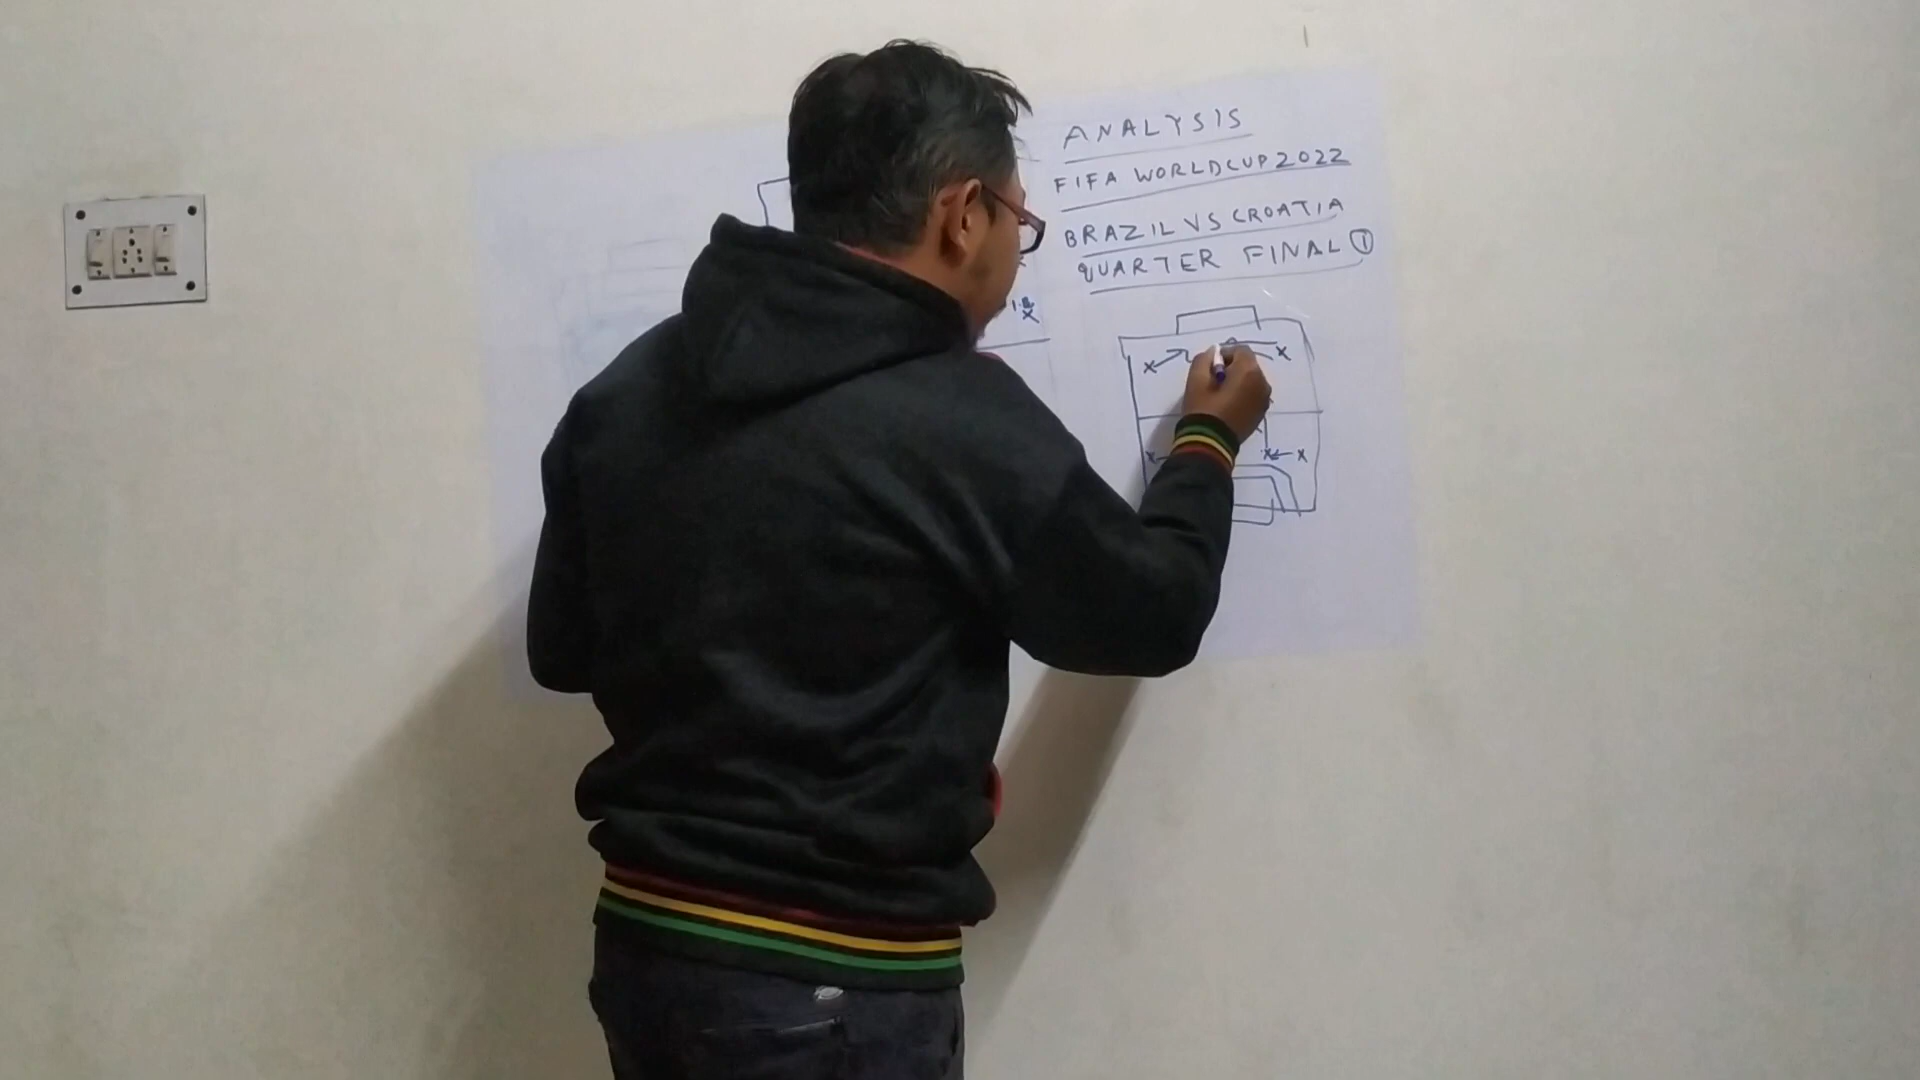 ANALYSIS
FIFA WORLDCUP 2022
BRAZIL VS CROATIA
QUARTER FINAL ①
X X
X X X
X